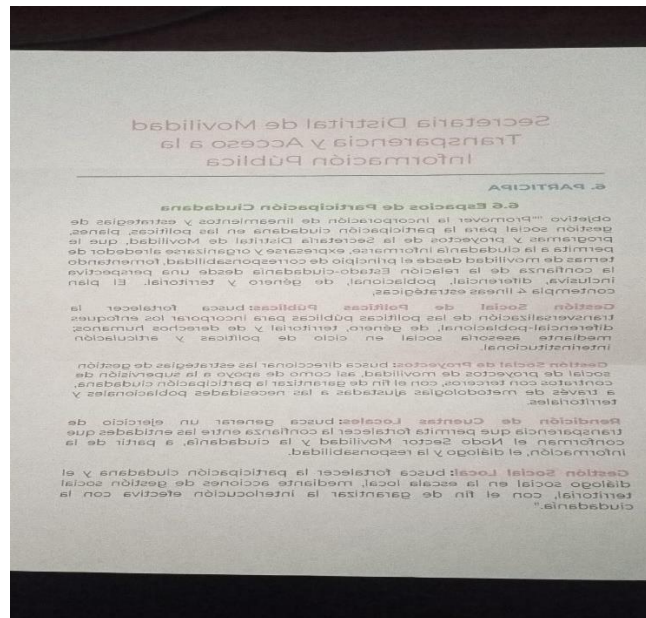 Secretaria Distrital de Movilidad
Transparencia y Acceso a la
Información Pública
6. PARTICIPA
6.6 Espacios de Participación Ciudadana
objetivo ""Promover la incorporación de lineamientos y estrategias de
gestión social para la participación ciudadana en las políticas, planes,
programas y proyectos de la Secretaría Distrital de Movilidad, que le
permita a la ciudadanía informarse, expresarse y organizarse alrededor de
temas de movilidad desde el principio de corresponsabilidad, fomentando
la confianza de la relación Estado-ciudadanía desde una perspectiva
inclusiva, diferencial, poblacional, de género y territorial. El plan
contempla 4 líneas estratégicas,
Gestión Social de Políticas Públicas: busca fortalecer la
transversalización de las políticas públicas para incorporar los enfoques
diferencial-poblacional, de género, territorial y de derechos humanos;
mediante asesoría social en ciclo de políticas y articulación
interinstitucional.
Gestión Social de Proyectos: busca direccionar las estrategias de gestión
social de proyectos de movilidad, así como de apoyo a la supervisión de
contratos con terceros, con el fin de garantizar la participación ciudadana,
a través de metodologías ajustadas a las necesidades poblacionales y
territoriales.
Rendición de Cuentas Locales: busca generar un ejercicio de
transparencia que permita fortalecer la confianza entre las entidades que
conforman el Nodo Sector Movilidad y la ciudadanía, a partir de la
información, el diálogo y la responsabilidad.
Gestión Social Local: busca fortalecer la participación ciudadana y el
diálogo social en la escala local, mediante acciones de gestión social
territorial, con el fin de garantizar la interlocución efectiva con la
ciudadanía."